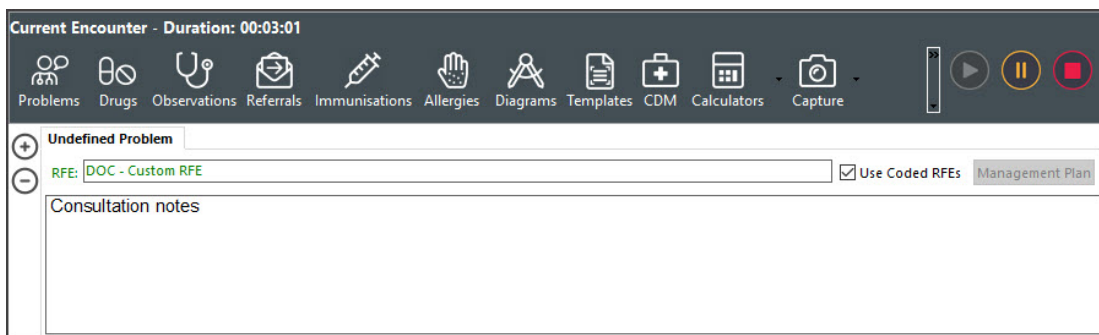 Current Encounter - Duration: 00:03:01
Problems Drugs Observations Referrals Immunisations Allergies Diagrams Templates CDM Calculators Capture
Undefined Problem
RFE: DOC - Custom RFE Use Coded RFEs Management Plan
Consultation notes